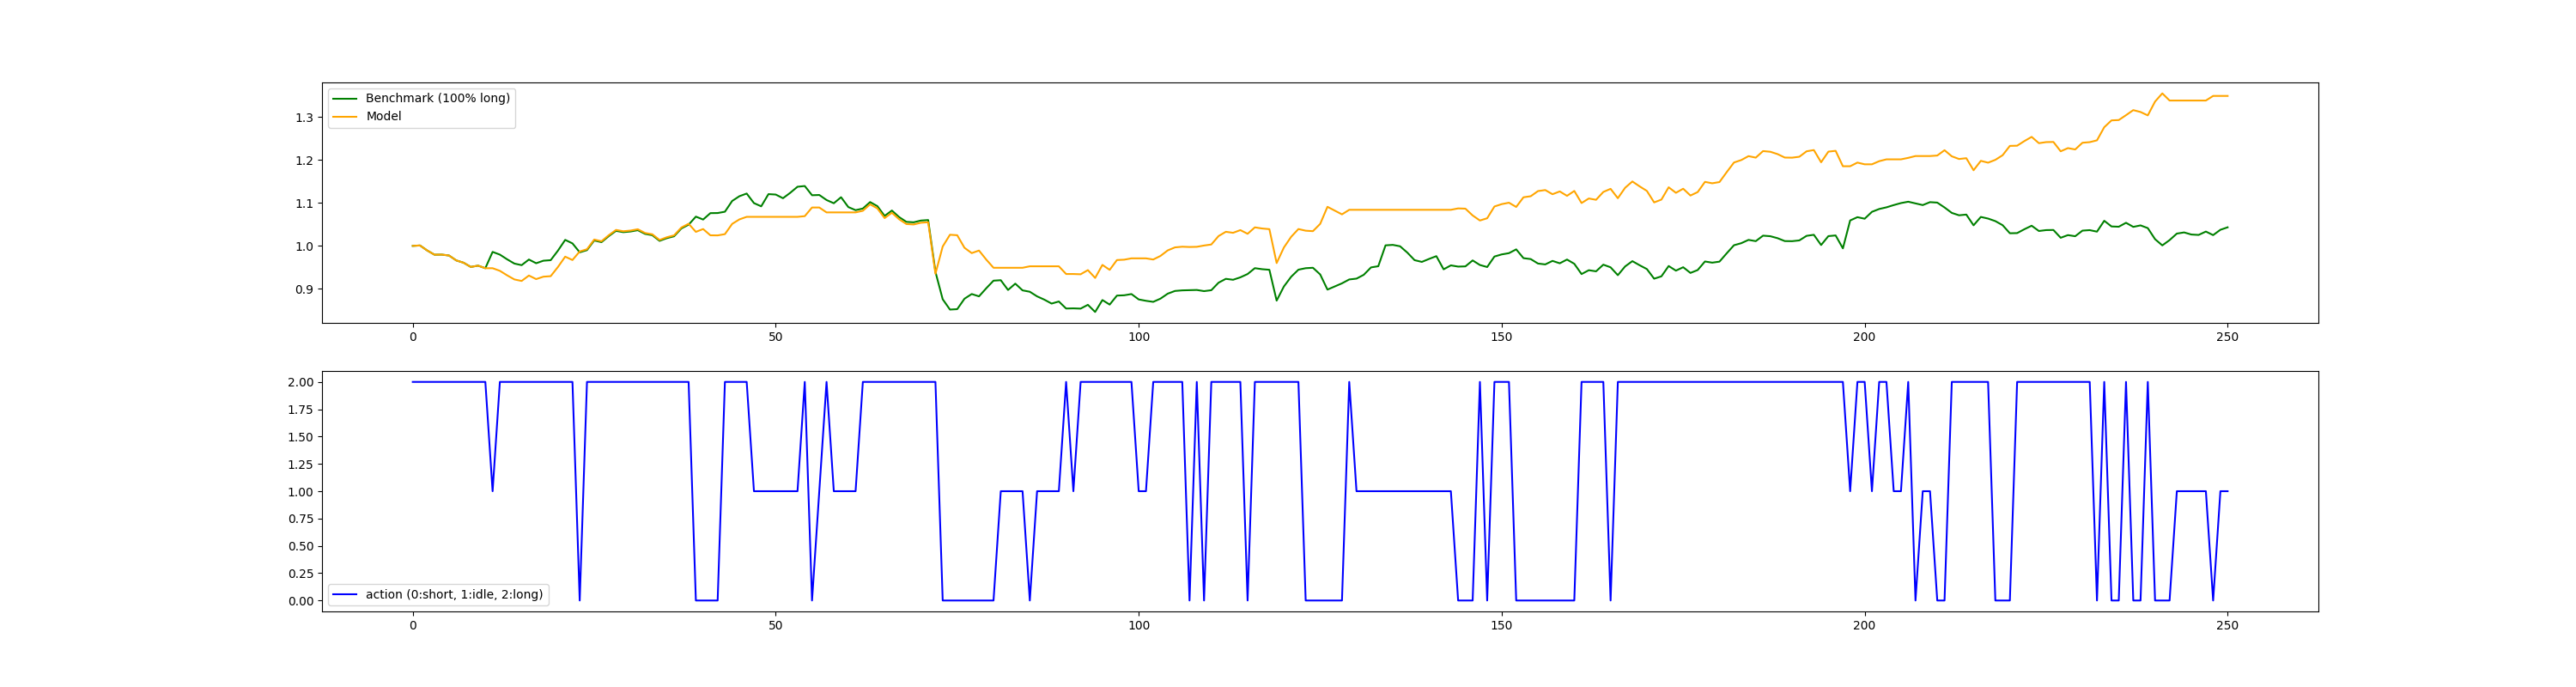 Benchmark (100% long)
Model
1.3
1.2
1.1
1.0
0.9
0 50 100 150 200 250
2.00
1.75
1.50
1.25
1.00
0.75
0.50
0.25
0.00
action (0:short, 1:idle, 2:long)
0 50 100 150 200 250